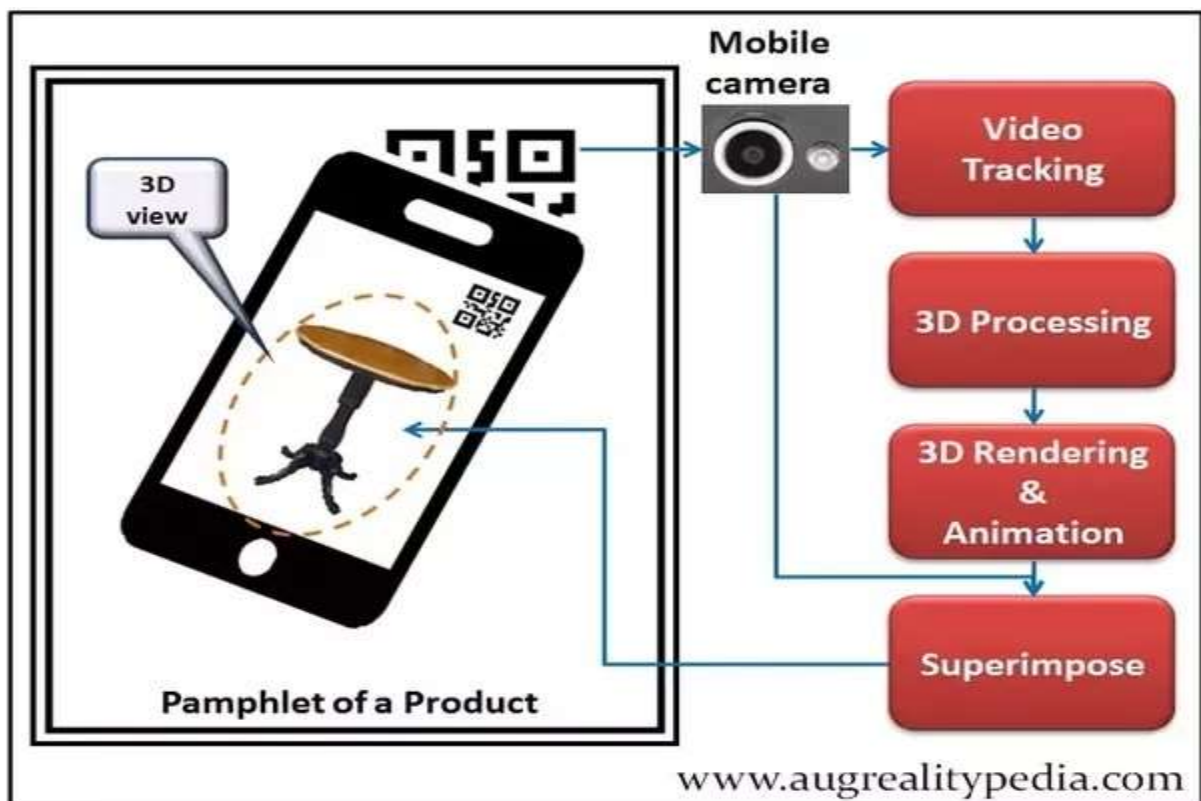 Mobile
camera
3D
view
Video
Tracking
3D Processing
3D Rendering
&
Animation
Superimpose
Pamphlet of a Product
www.augrealitypedia.com